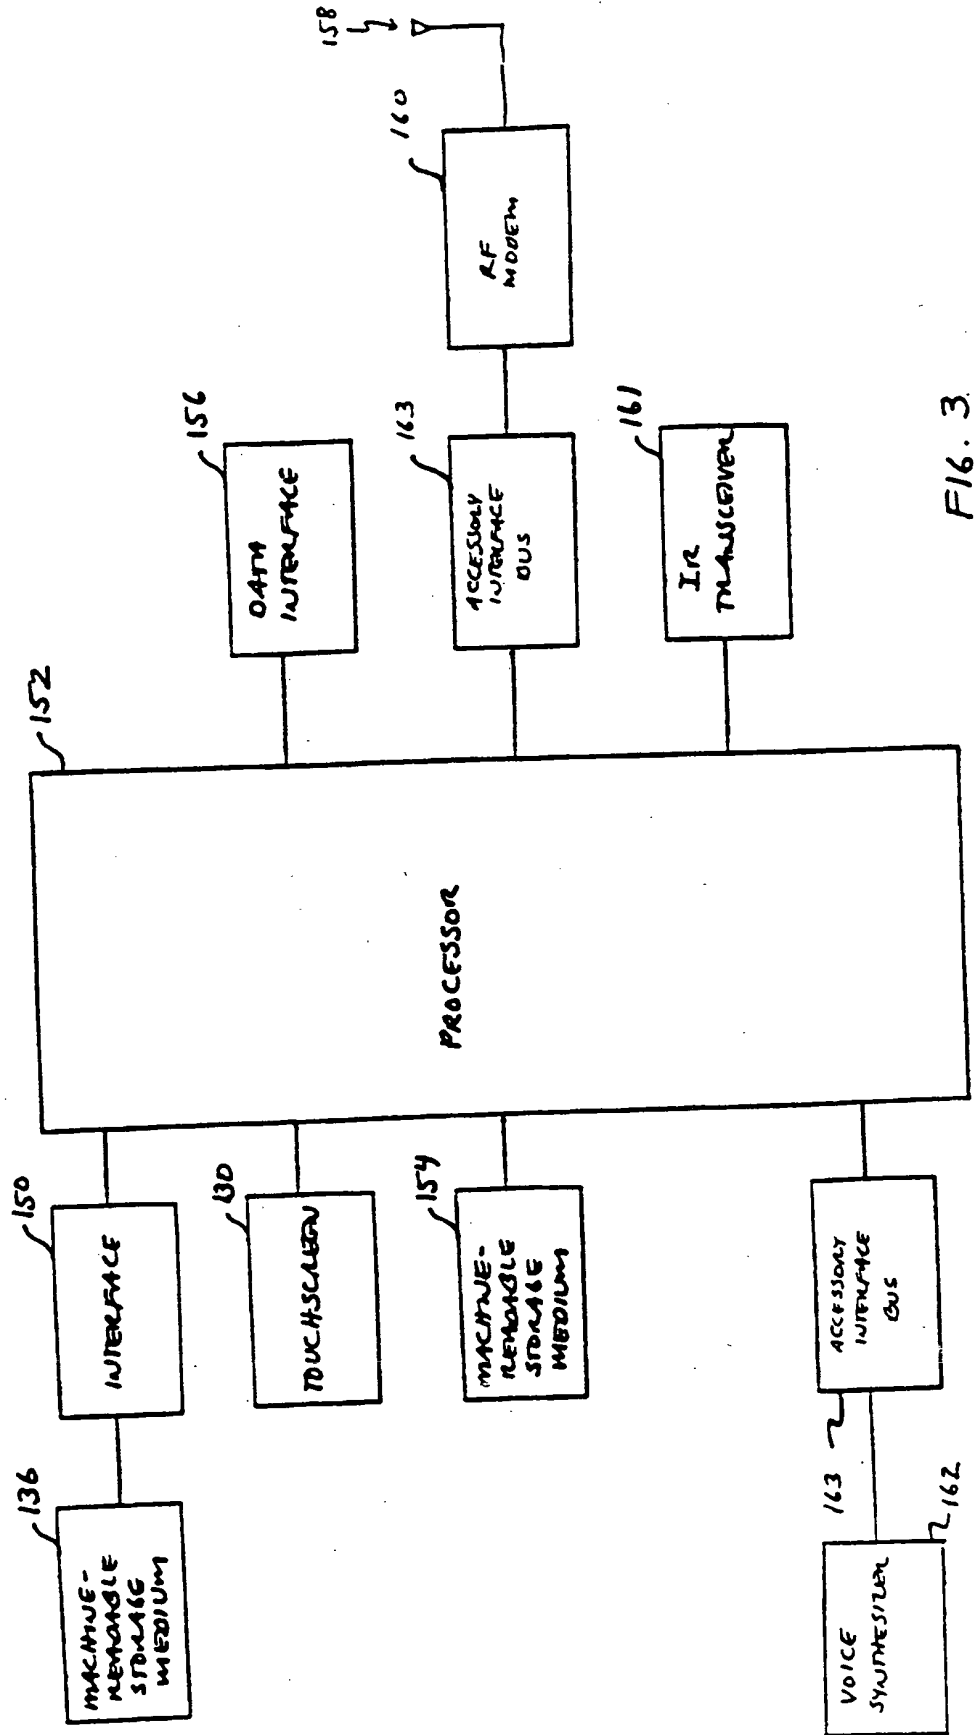 136
MACHINE-
READABLE
STORAGE
MEDIUM
150
INTERFACE
130
TOUCHSCREEN
154
MACHINE-
READABLE
STORAGE
MEDIUM
163
ACCESSORY
INTERFACE
BUS
162
VOICE
SYNTHESIZER
152
PROCESSOR
156
DATA
INTERFACE
163
ACCESSORY
INTERFACE
BUS
161
IR
TRANSCEIVER
160
RF
MODEM
158
FIG. 3